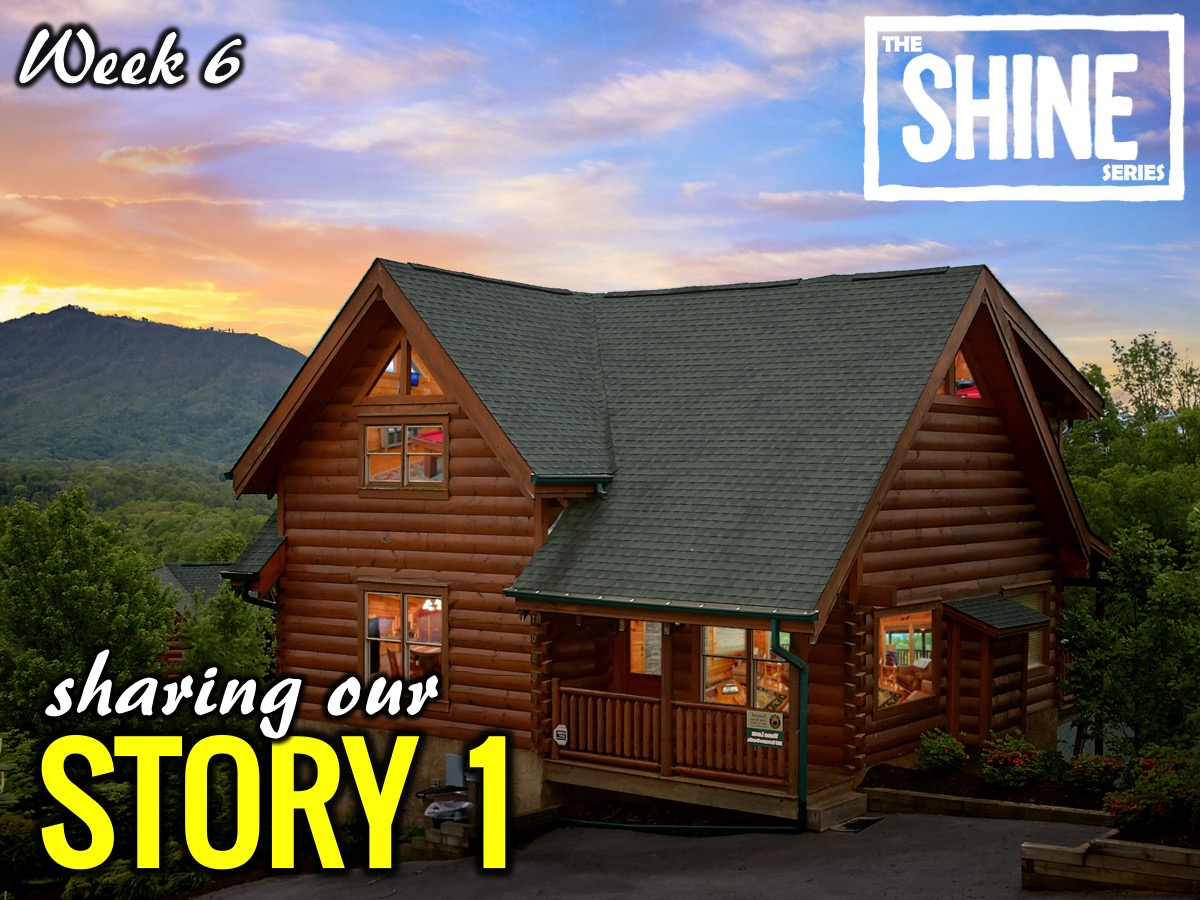 Week 6
THE
SHINE
SERIES
sharing our
STORY 1